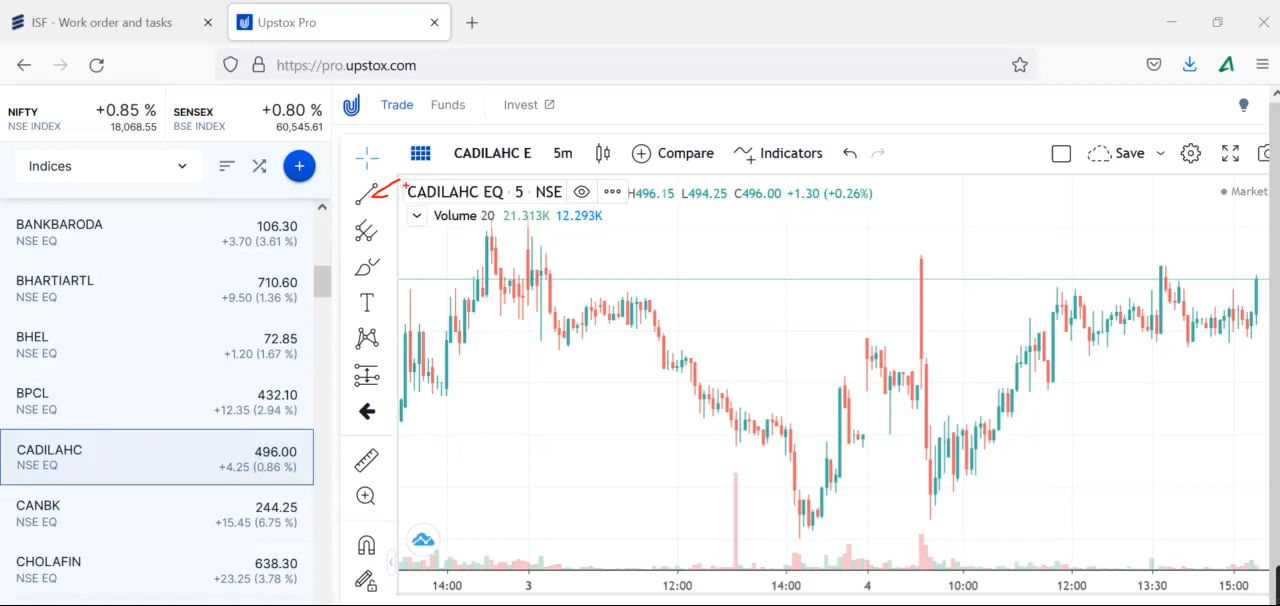 ISF - Work order and tasks
Upstox Pro
https://pro.upstox.com
NIFTY +0.85 %
NSE INDEX 18,068.55
SENSEX +0.80 %
BSE INDEX 60,545.61
Trade Funds Invest
Indices
CADILAHC E 5m Compare Indicators Save
BANKBARODA 106.30
NSE EQ +3.70 (3.61 %)
BHARTIARTL 710.60
NSE EQ +9.50 (1.36 %)
BHEL 72.85
NSE EQ +1.20 (1.67 %)
BPCL 432.10
NSE EQ +12.35 (2.94 %)
CADILAHC 496.00
NSE EQ +4.25 (0.86 %)
CANBK 244.25
NSE EQ +15.45 (6.75 %)
CHOLAFIN 638.30
NSE EQ +23.25 (3.78 %)
CADILAHC EQ · 5 · NSE H496.15 L494.25 C496.00 +1.30 (+0.26%)
Market
Volume 20 21.313K 12.293K
14:00 3 12:00 14:00 4 10:00 12:00 13:30 15:00